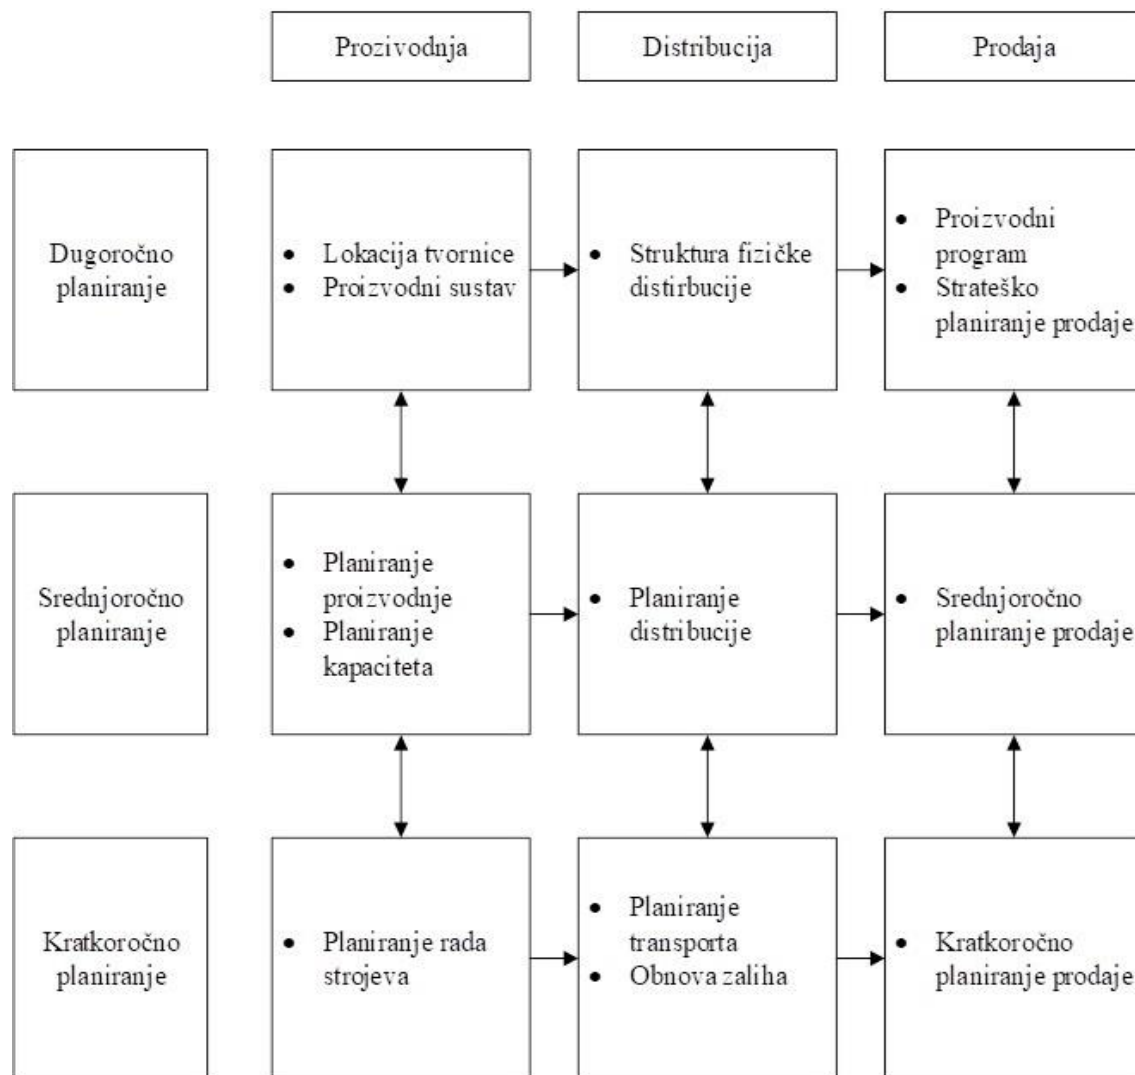 Prozivodnja
Distribucija
Prodaja
Dugoročno
planiranje
• Lokacija tvornice
• Proizvodni sustav
• Struktura fizičke
distirbucije
• Proizvodni
program
• Strateško
planiranje prodaje
Srednjoročno
planiranje
• Planiranje
proizvodnje
• Planiranje
kapaciteta
• Planiranje
distribucije
• Srednjoročno
planiranje prodaje
Kratkoročno
planiranje
• Planiranje rada
strojeva
• Planiranje
transporta
• Obnova zaliha
• Kratkoročno
planiranje prodaje